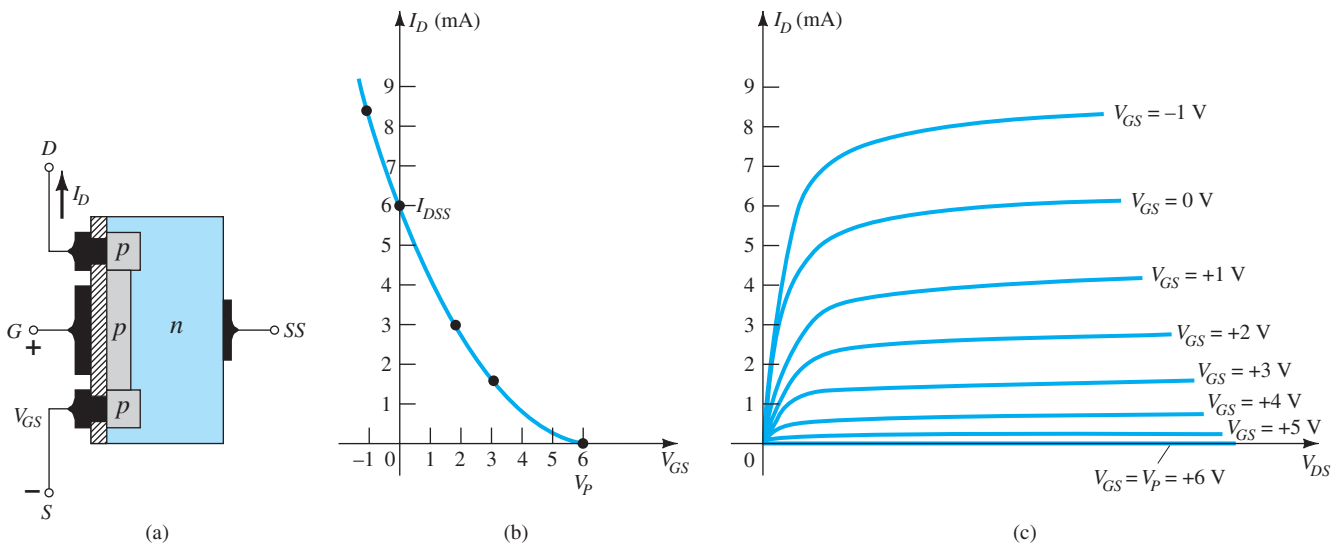 D
I_D
p
G
+
p
n
SS
p
V_GS
−
S
(a)
I_D (mA)
9
8
7
6
I_DSS
5
4
3
2
1
−1
0
1
2
3
4
5
6
V_GS
V_P
(b)
I_D (mA)
9
8
7
6
5
4
3
2
1
0
V_GS = −1 V
V_GS = 0 V
V_GS = +1 V
V_GS = +2 V
V_GS = +3 V
V_GS = +4 V
V_GS = +5 V
V_DS
V_GS = V_P = +6 V
(c)